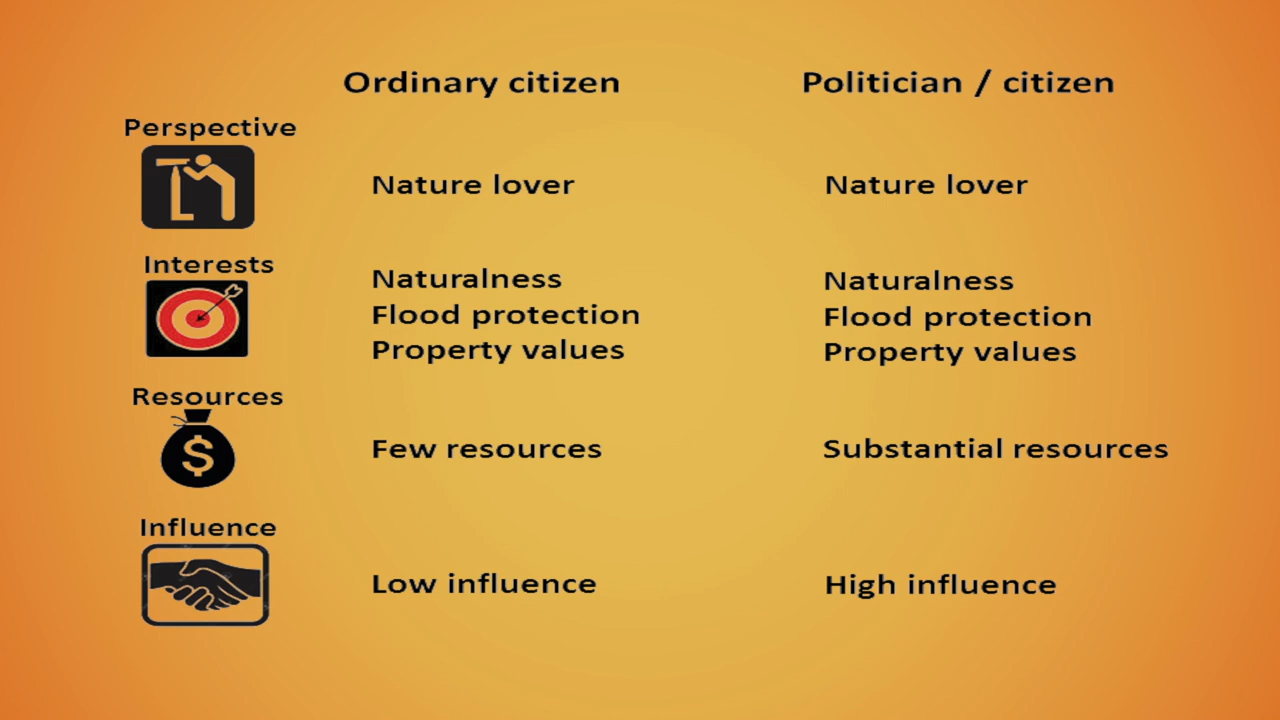 Ordinary citizen
Politician / citizen
Perspective
Nature lover
Nature lover
Interests
Naturalness
Flood protection
Property values
Naturalness
Flood protection
Property values
Resources
$
Few resources
Substantial resources
Influence
Low influence
High influence